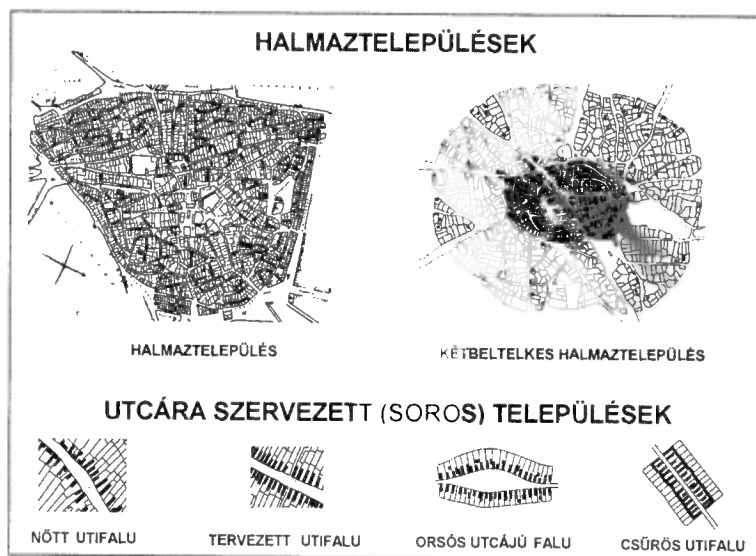 HALMAZTELEPÜLÉSEK
HALMAZTELEPÜLÉS
KÉTBELTELKES HALMAZTELEPÜLÉS
UTCÁRA SZERVEZETT (SOROS) TELEPÜLÉSEK
NŐTT UTIFALU
TERVEZETT UTIFALU
ORSÓS UTCÁJÚ FALU
CSŰRÖS UTIFALU